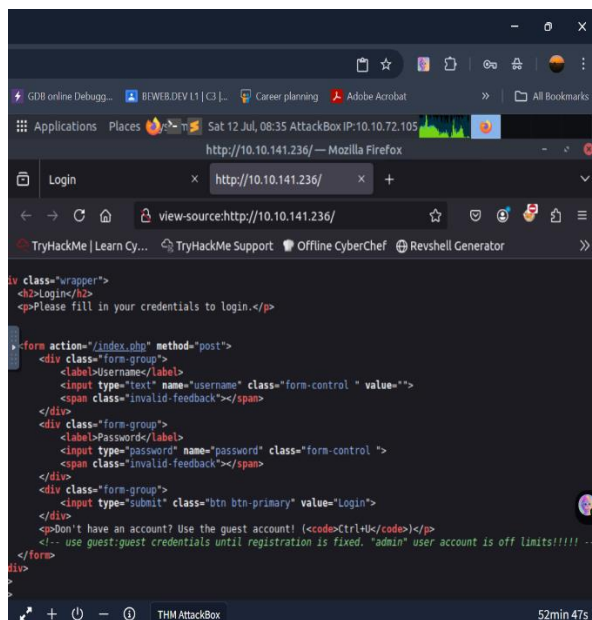 GDB online Debugg... BEWEB.DEV L1 | C3 |... Career planning Adobe Acrobat » All Bookmarks
Applications Places Sat 12 Jul, 08:35 AttackBox IP:10.10.72.105
http://10.10.141.236/ — Mozilla Firefox
Login × http://10.10.141.236/ × +
view-source:http://10.10.141.236/
TryHackMe | Learn Cy... TryHackMe Support Offline CyberChef Revshell Generator »
iv class="wrapper">
<h2>Login</h2>
<p>Please fill in your credentials to login.</p>
<form action="/index.php" method="post">
<div class="form-group">
<label>Username</label>
<input type="text" name="username" class="form-control " value="">
<span class="invalid-feedback"></span>
</div>
<div class="form-group">
<label>Password</label>
<input type="password" name="password" class="form-control ">
<span class="invalid-feedback"></span>
</div>
<div class="form-group">
<input type="submit" class="btn btn-primary" value="Login">
</div>
<p>Don't have an account? Use the guest account! (<code>Ctrl+U</code>)</p>
<!-- use guest:guest credentials until registration is fixed. "admin" user account is off limits!!!!! --
</form>
div>
>
>
THM AttackBox 52min 47s